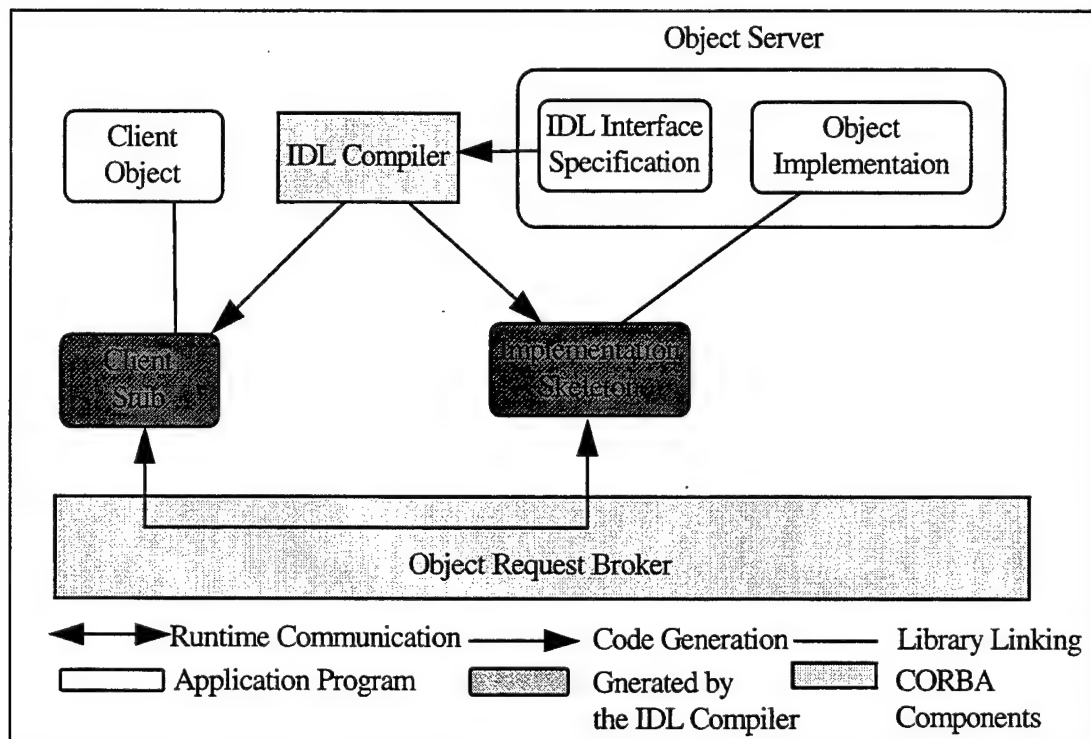 Object Server
Client
Object
IDL Compiler
IDL Interface
Specification
Object
Implementaion
Client
Stub
Implementation
Skeleton
Object Request Broker
Runtime Communication
Code Generation
Library Linking
Application Program
Gnerated by
the IDL Compiler
CORBA
Components